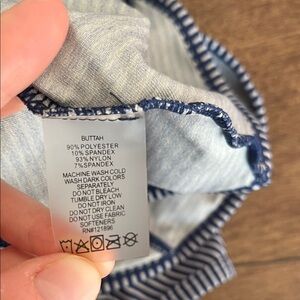 BUTTAH
90% POLYESTER
10% SPANDEX
93% NYLON
7% SPANDEX
MACHINE WASH COLD
WASH DARK COLORS
SEPARATELY
DO NOT BLEACH
TUMBLE DRY LOW
DO NOT IRON
DO NOT DRY CLEAN
DO NOT USE FABRIC
SOFTENERS
RN#121896